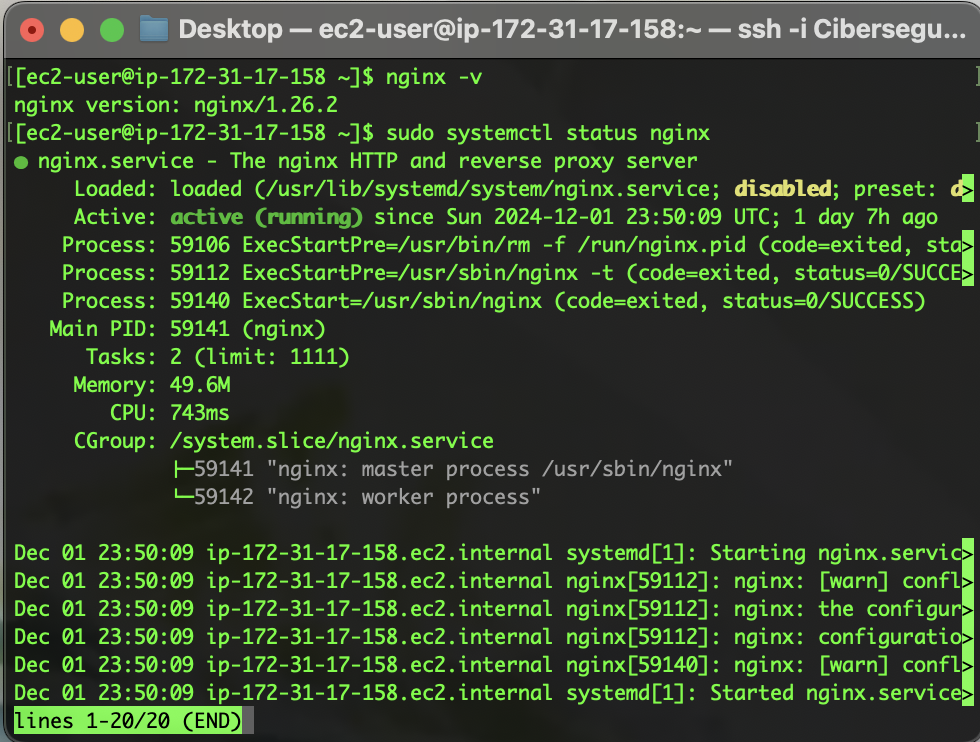 Desktop — ec2-user@ip-172-31-17-158:~ — ssh -i Cibersegu...
[[ec2-user@ip-172-31-17-158 ~]$ nginx -v ]
nginx version: nginx/1.26.2
[[ec2-user@ip-172-31-17-158 ~]$ sudo systemctl status nginx ]
● nginx.service - The nginx HTTP and reverse proxy server
Loaded: loaded (/usr/lib/systemd/system/nginx.service; disabled; preset: d>
Active: active (running) since Sun 2024-12-01 23:50:09 UTC; 1 day 7h ago
Process: 59106 ExecStartPre=/usr/bin/rm -f /run/nginx.pid (code=exited, sta>
Process: 59112 ExecStartPre=/usr/sbin/nginx -t (code=exited, status=0/SUCCE>
Process: 59140 ExecStart=/usr/sbin/nginx (code=exited, status=0/SUCCESS)
Main PID: 59141 (nginx)
Tasks: 2 (limit: 1111)
Memory: 49.6M
CPU: 743ms
CGroup: /system.slice/nginx.service
├─59141 "nginx: master process /usr/sbin/nginx"
└─59142 "nginx: worker process"
Dec 01 23:50:09 ip-172-31-17-158.ec2.internal systemd[1]: Starting nginx.servic>
Dec 01 23:50:09 ip-172-31-17-158.ec2.internal nginx[59112]: nginx: [warn] confl>
Dec 01 23:50:09 ip-172-31-17-158.ec2.internal nginx[59112]: nginx: the configur>
Dec 01 23:50:09 ip-172-31-17-158.ec2.internal nginx[59112]: nginx: configuratio>
Dec 01 23:50:09 ip-172-31-17-158.ec2.internal nginx[59140]: nginx: [warn] confl>
Dec 01 23:50:09 ip-172-31-17-158.ec2.internal systemd[1]: Started nginx.service>
lines 1-20/20 (END)